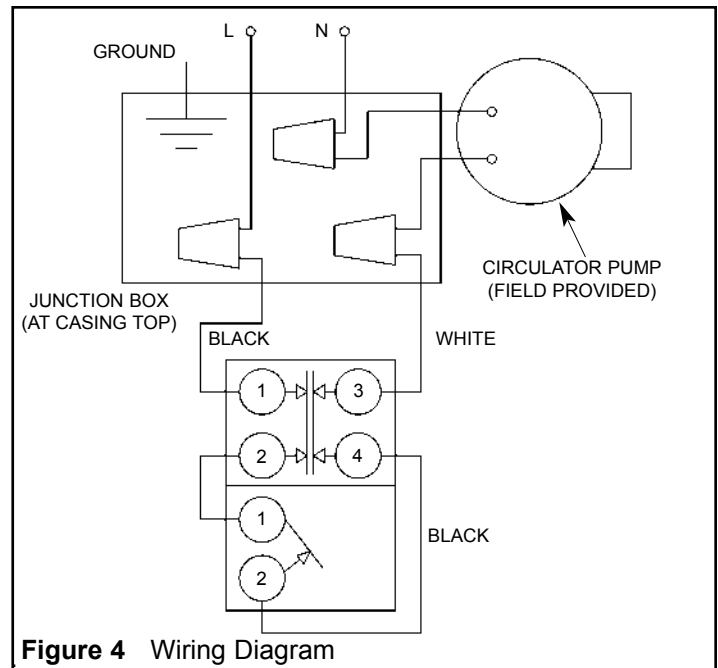 L N
GROUND
CIRCULATOR PUMP
(FIELD PROVIDED)
JUNCTION BOX
(AT CASING TOP)
BLACK
WHITE
1 3
2 4
1
BLACK
2
Figure 4 Wiring Diagram